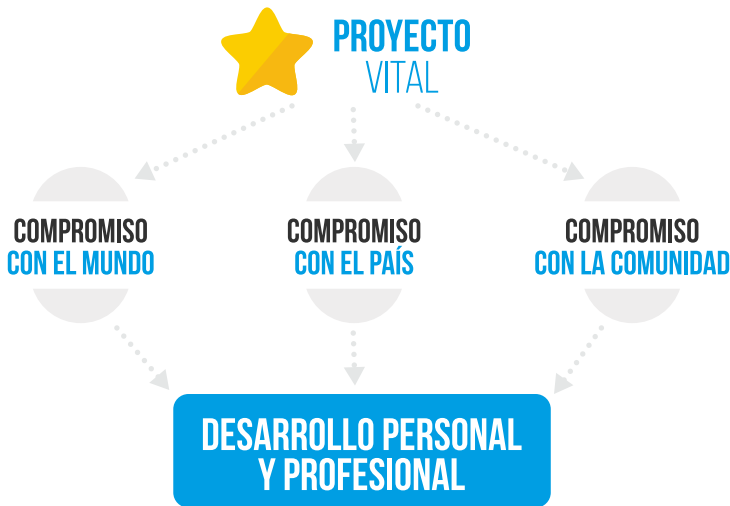 PROYECTO
VITAL
COMPROMISO
CON EL MUNDO
COMPROMISO
CON EL PAÍS
COMPROMISO
CON LA COMUNIDAD
DESARROLLO PERSONAL
Y PROFESIONAL